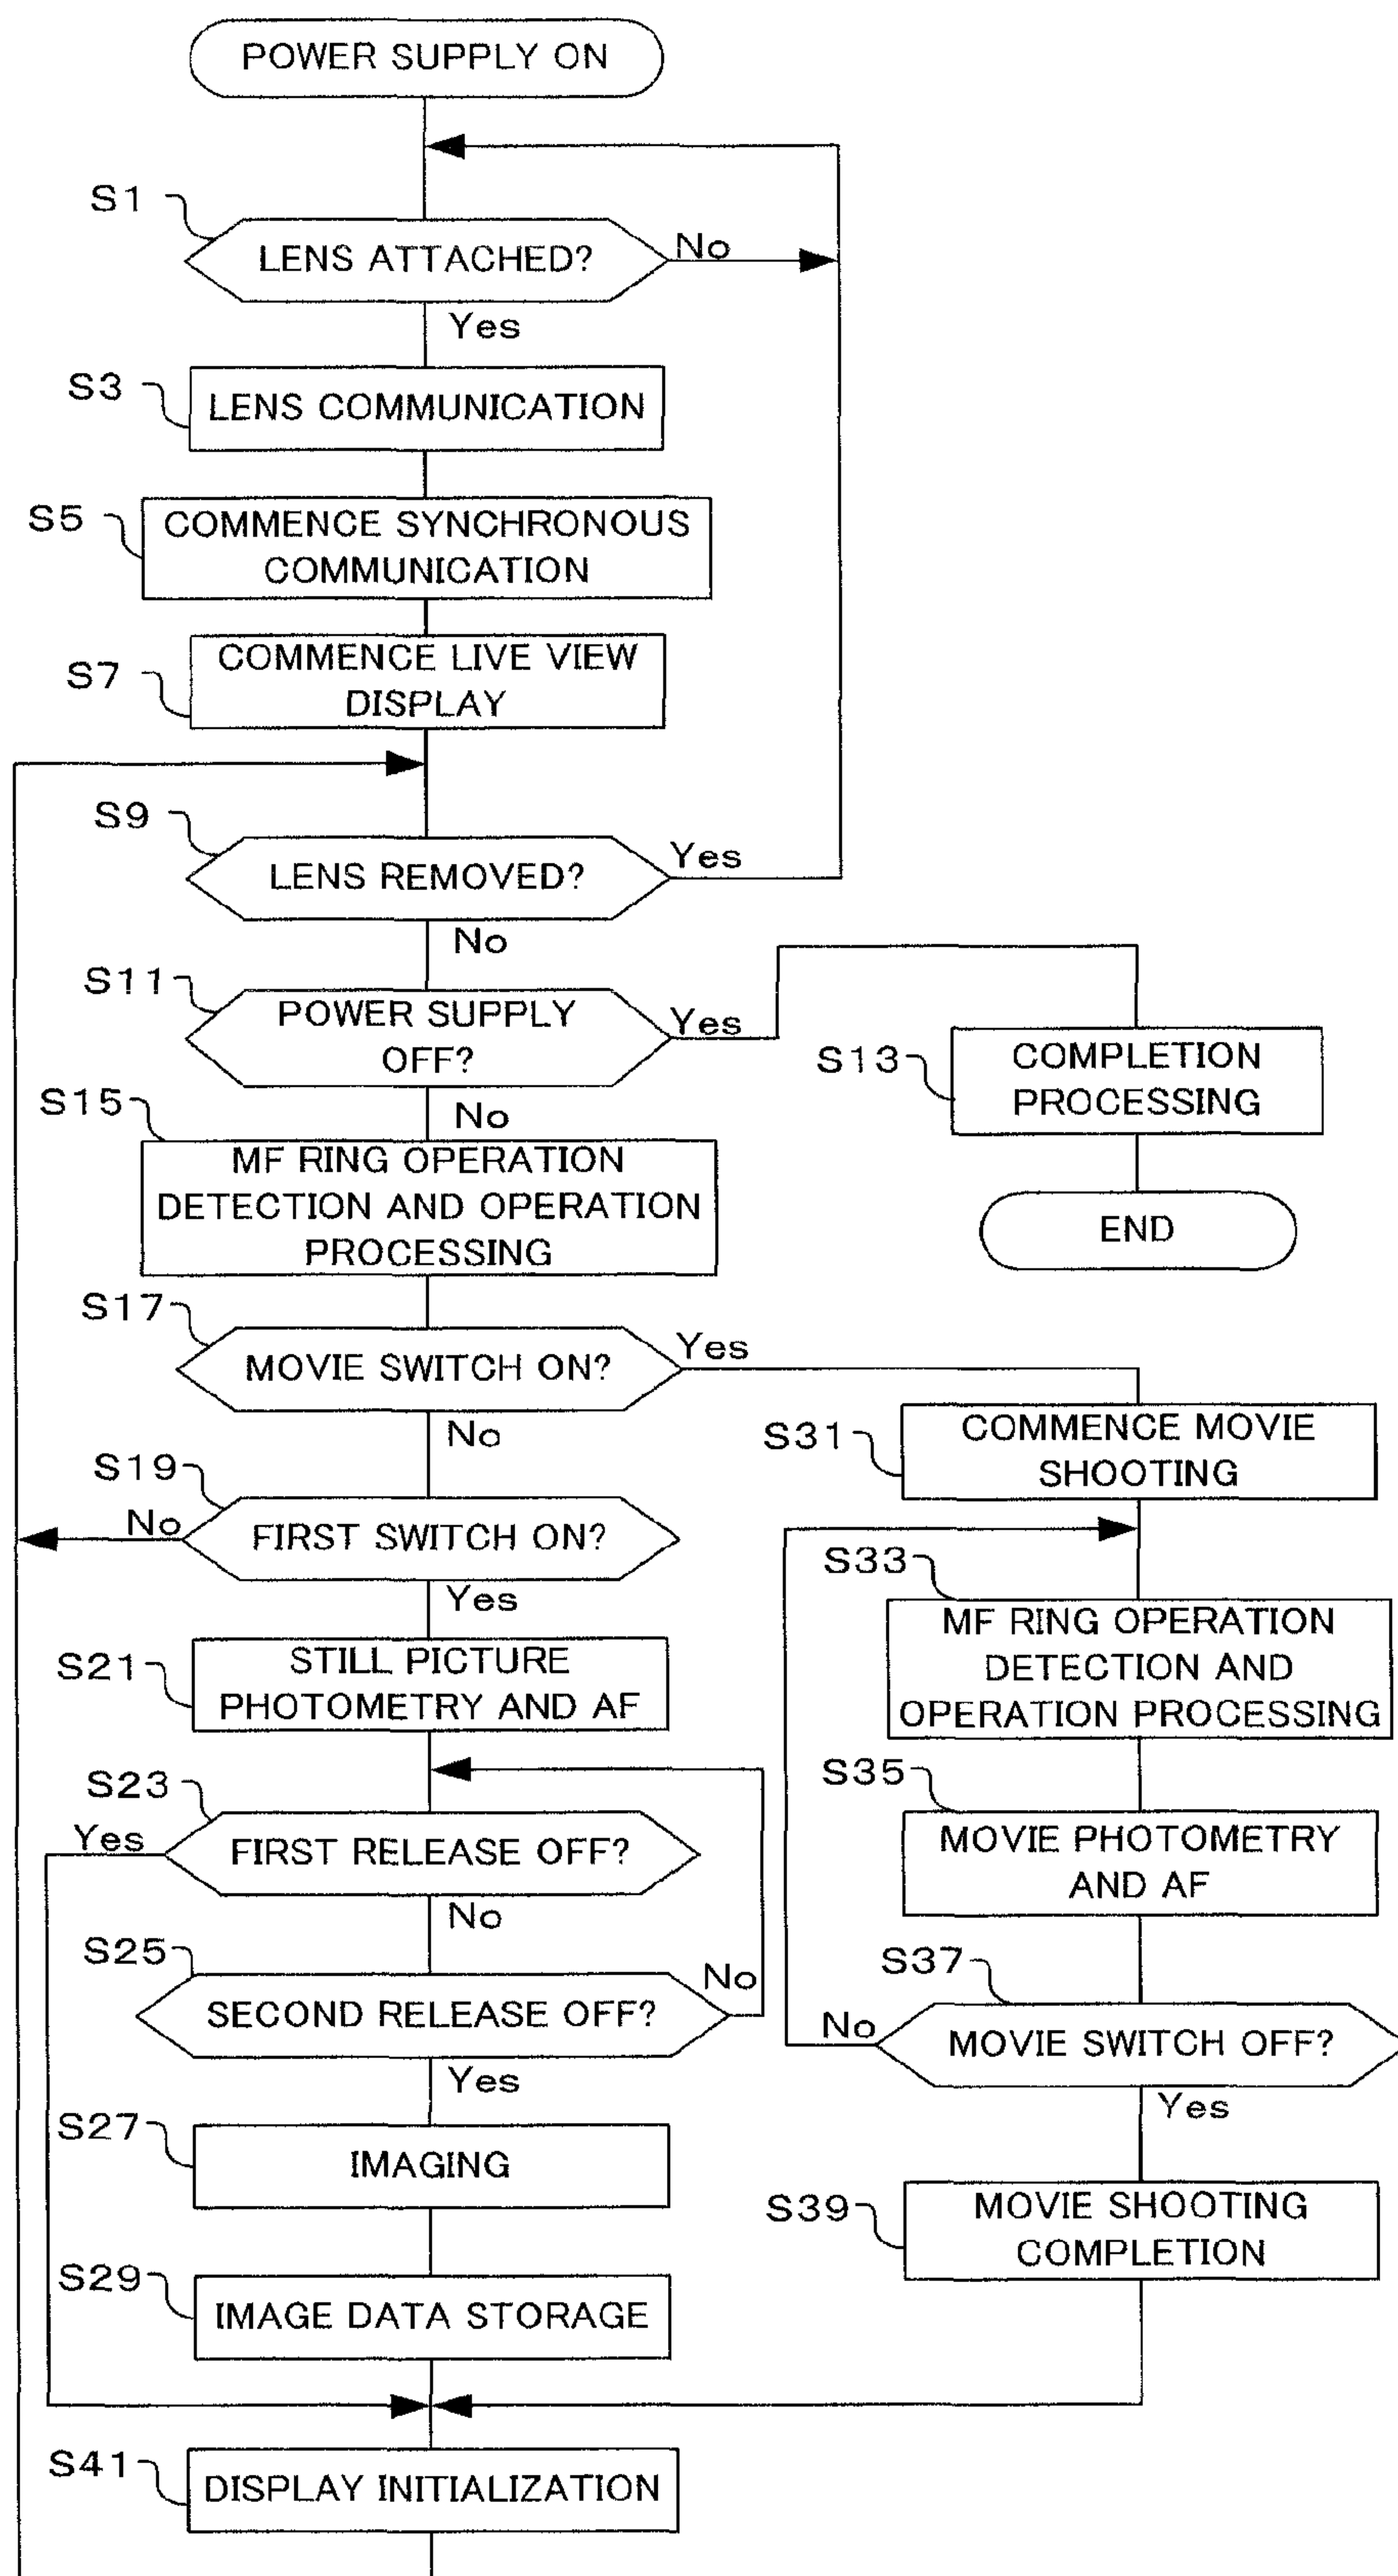 POWER SUPPLY ON
S1
LENS ATTACHED?
No
Yes
S3
LENS COMMUNICATION
S5
COMMENCE SYNCHRONOUS
COMMUNICATION
S7
COMMENCE LIVE VIEW
DISPLAY
S9
LENS REMOVED?
Yes
No
S11
POWER SUPPLY
OFF?
Yes
No
S13
COMPLETION
PROCESSING
END
S15
MF RING OPERATION
DETECTION AND OPERATION
PROCESSING
S17
MOVIE SWITCH ON?
Yes
No
S19
FIRST SWITCH ON?
No
Yes
S21
STILL PICTURE
PHOTOMETRY AND AF
S23
FIRST RELEASE OFF?
Yes
No
S25
SECOND RELEASE OFF?
No
Yes
S27
IMAGING
S29
IMAGE DATA STORAGE
S31
COMMENCE MOVIE
SHOOTING
S33
MF RING OPERATION
DETECTION AND
OPERATION PROCESSING
S35
MOVIE PHOTOMETRY
AND AF
S37
MOVIE SWITCH OFF?
No
Yes
S39
MOVIE SHOOTING
COMPLETION
S41
DISPLAY INITIALIZATION